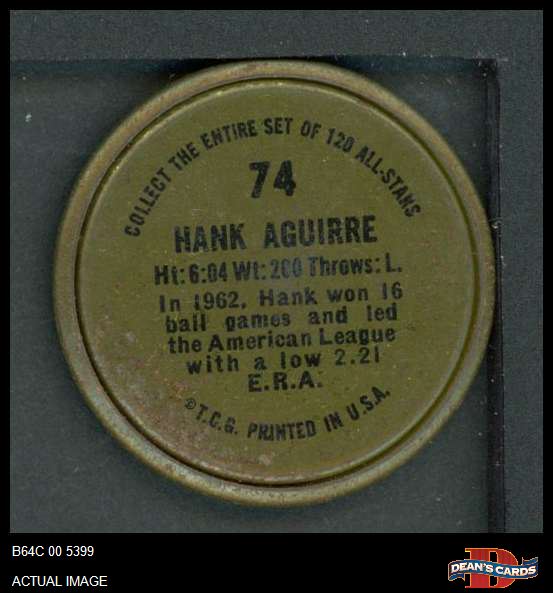 COLLECT THE ENTIRE SET OF 120 ALL-STARS
74
HANK AGUIRRE
Ht: 6:04 Wt: 200 Throws: L.
In 1962, Hank won 16
ball games and led
the American League
with a low 2.21
E.R.A.
©T.C.G. PRINTED IN U.S.A.
B64C 00 5399
ACTUAL IMAGE
D
DEAN'S CARDS